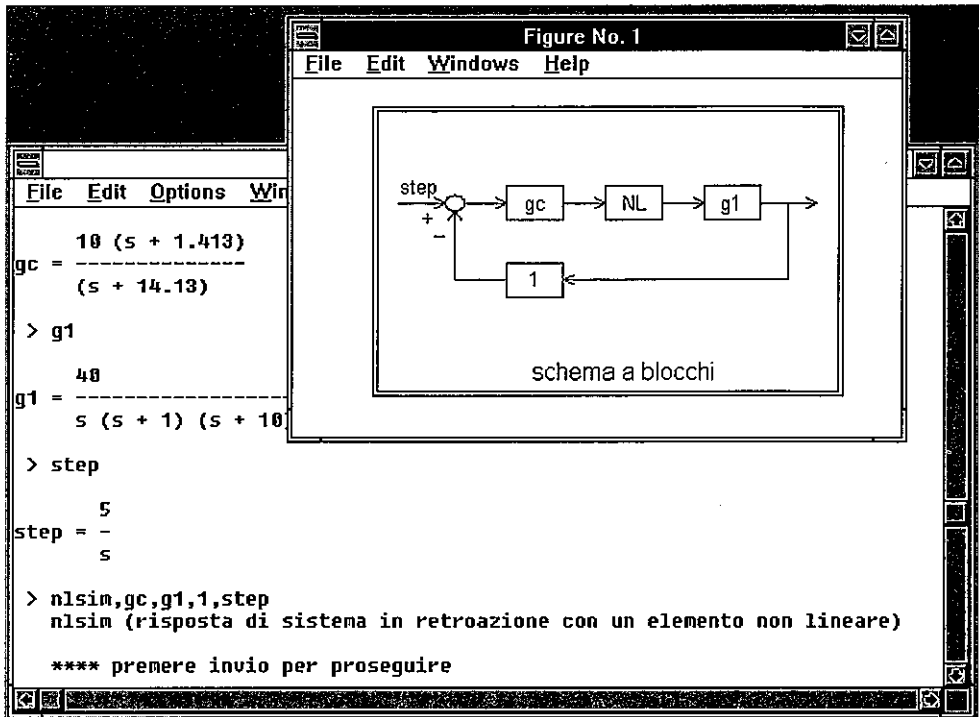 Figure No. 1
File Edit Windows Help
step
+
−
gc
NL
g1
1
schema a blocchi
File Edit Options
10 (s + 1.413)
gc = --------------
(s + 14.13)
> g1
40
g1 = -----------------
s (s + 1) (s + 10
> step
5
step = -
s
> nlsim,gc,g1,1,step
nlsim (risposta di sistema in retroazione con un elemento non lineare)
**** premere invio per proseguire